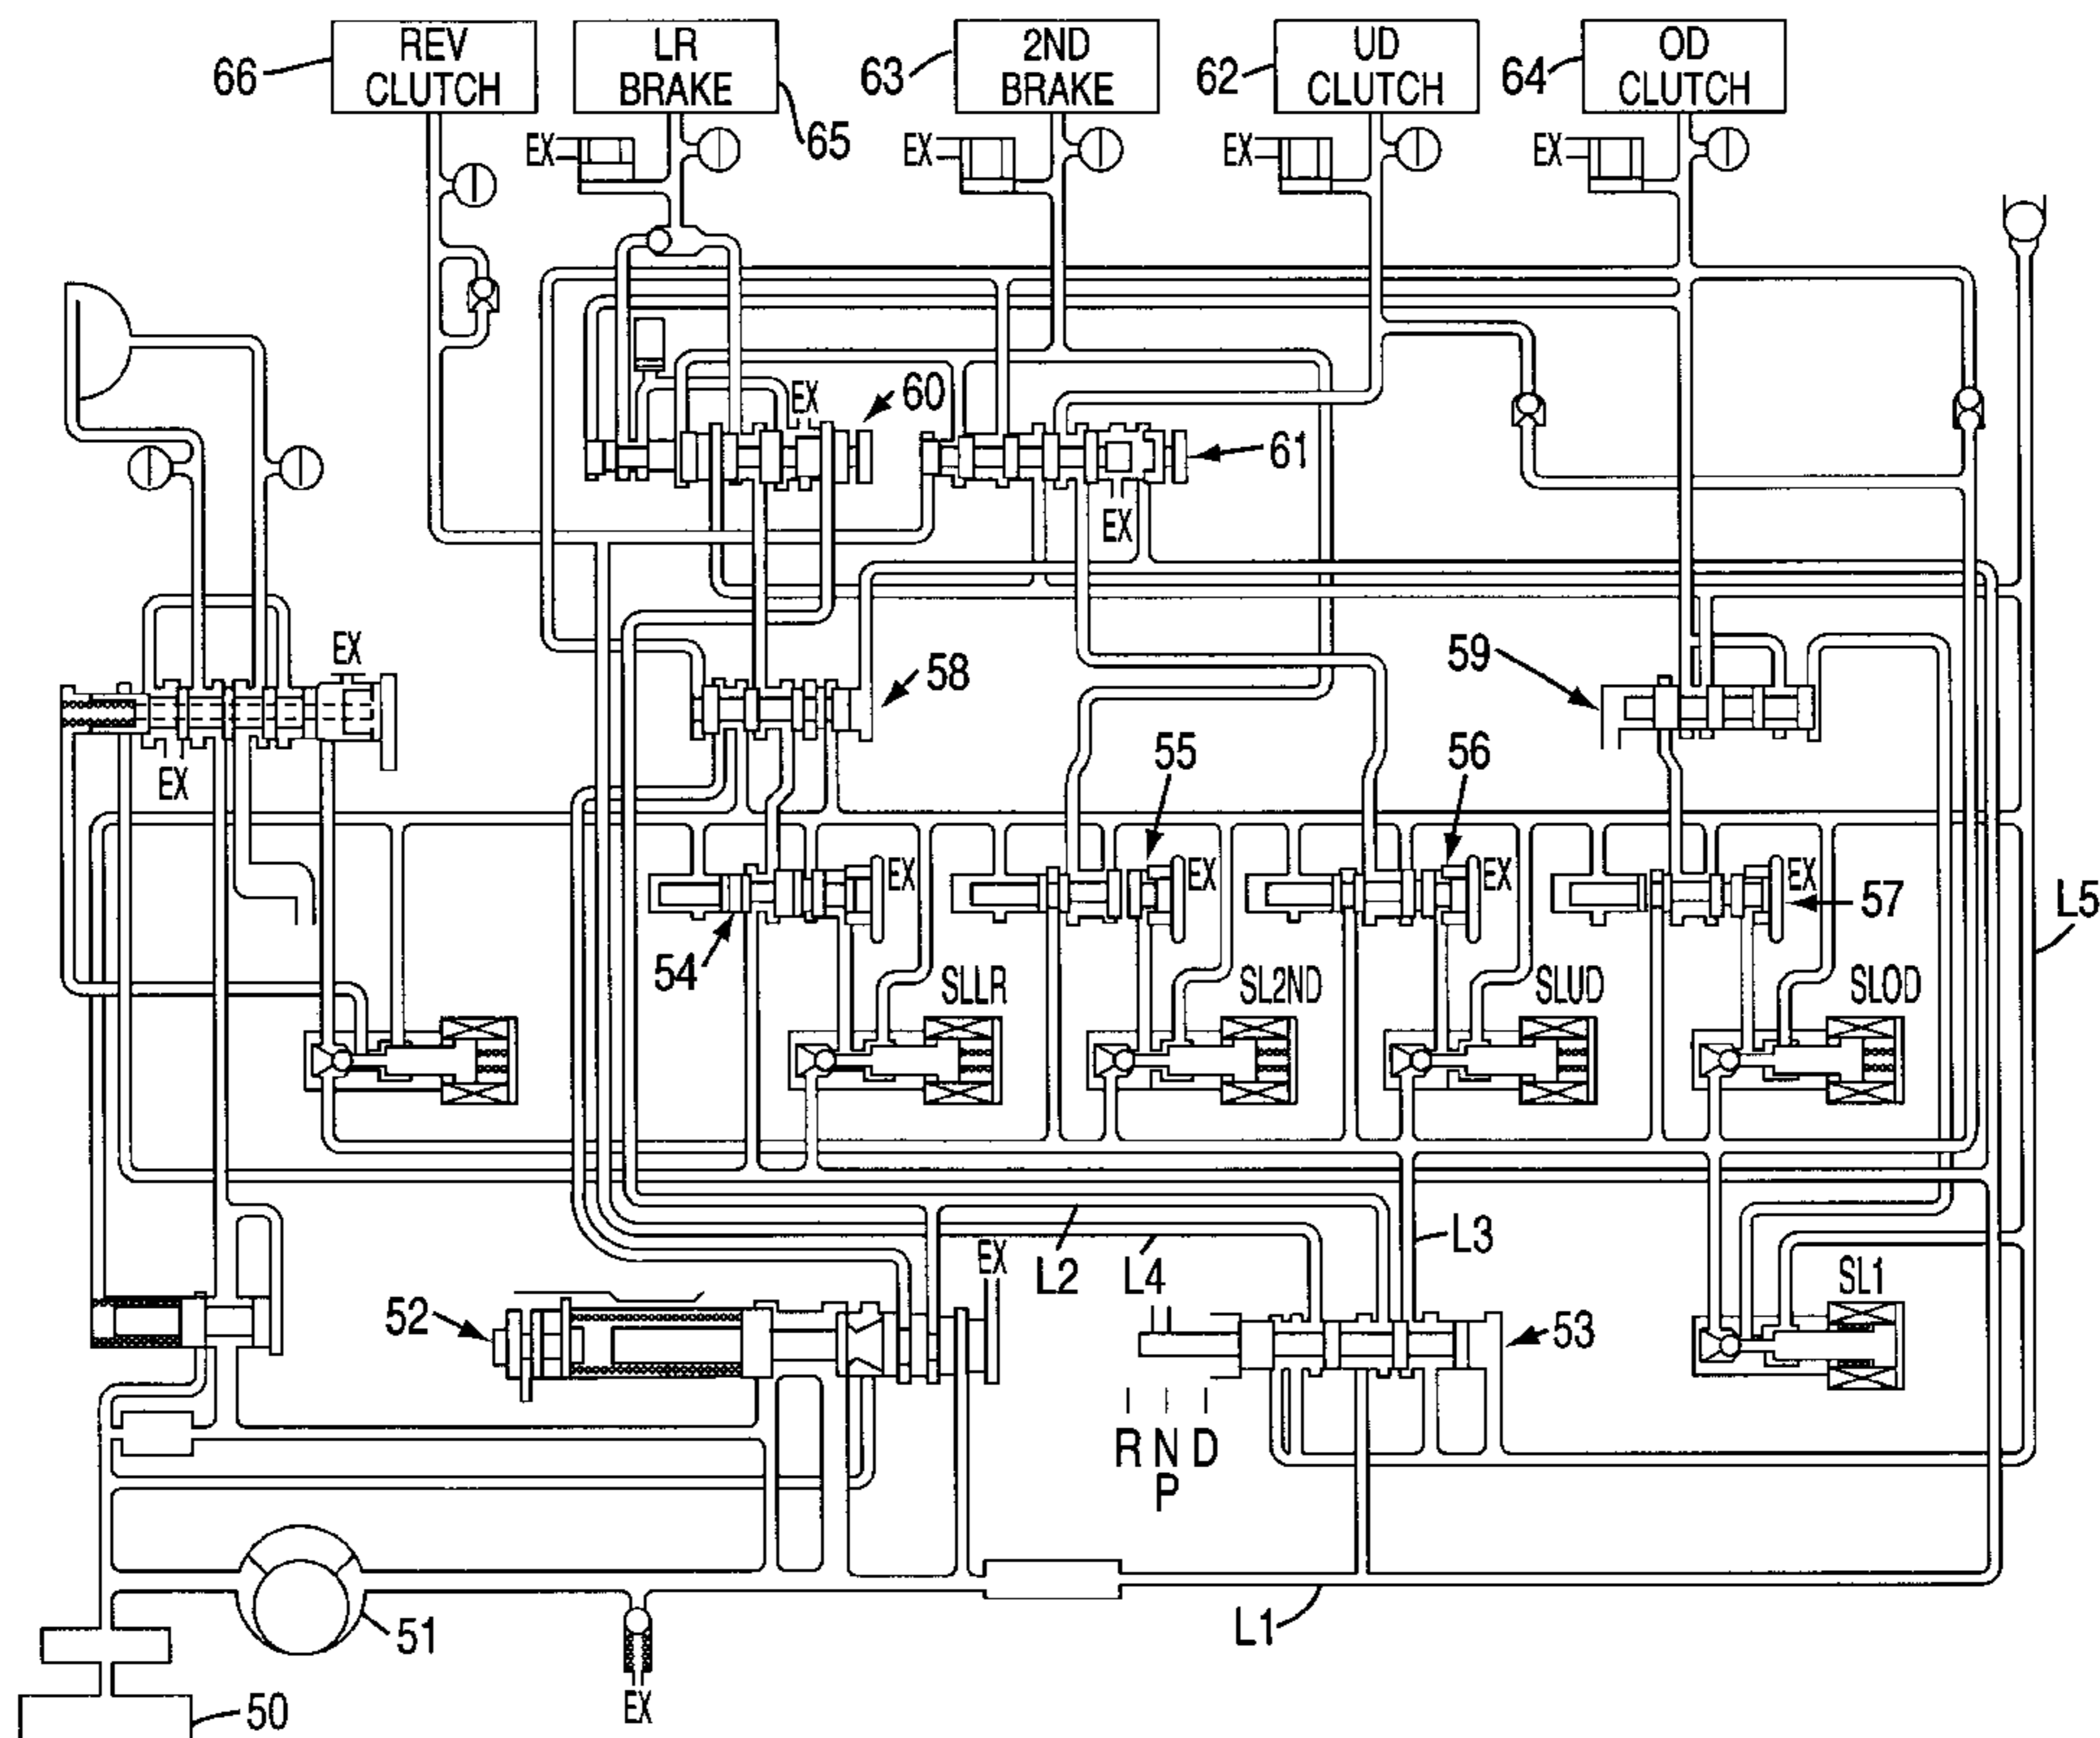 REV
CLUTCH
LR
BRAKE
2ND
BRAKE
UD
CLUTCH
OD
CLUTCH
66
65
63
62
64
EX
EX
EX
EX
EX
60
61
EX
EX
58
59
EX
55
56
EX
EX
EX
EX
57
L5
54
SLLR
SL2ND
SLUD
SLOD
L2
L4
L3
EX
SL1
52
53
R N D
P
51
L1
EX
50